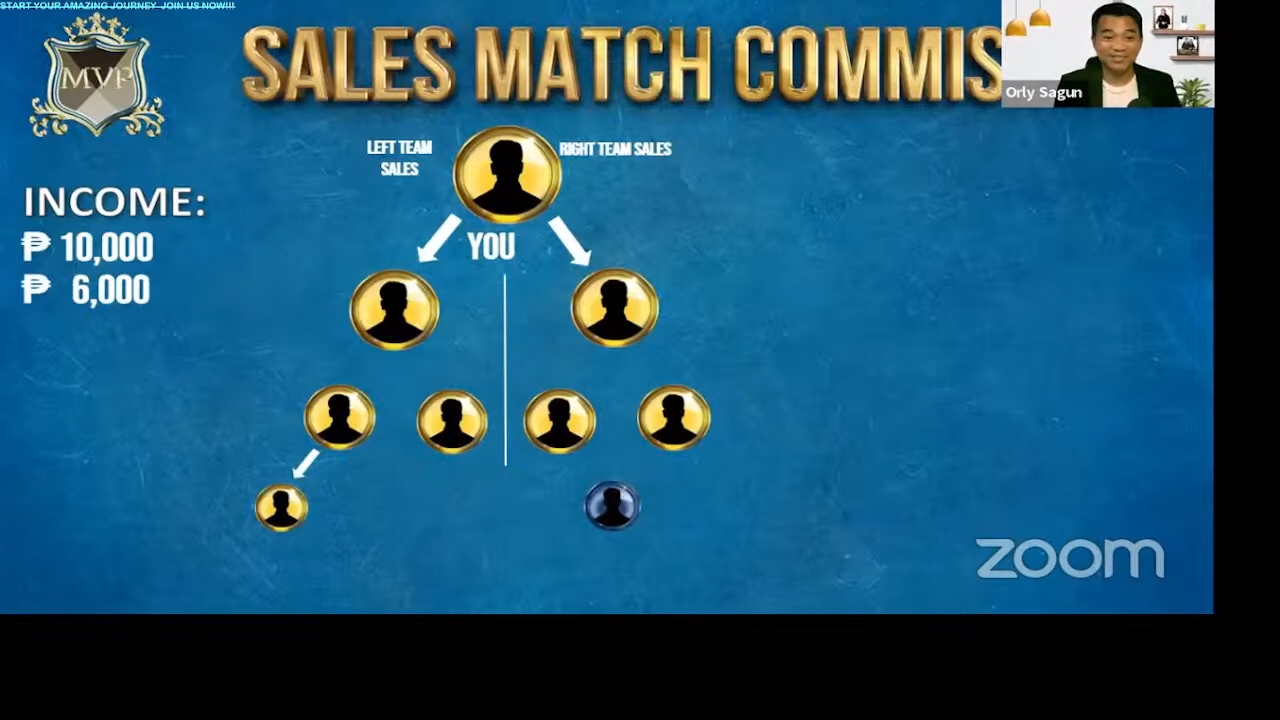 START YOUR AMAZING JOURNEY JOIN US NOW!!!
MVP
SALES MATCH COMMIS
Orly Sagun
LEFT TEAM
SALES
RIGHT TEAM SALES
INCOME:
₱ 10,000
₱ 6,000
YOU
zoom